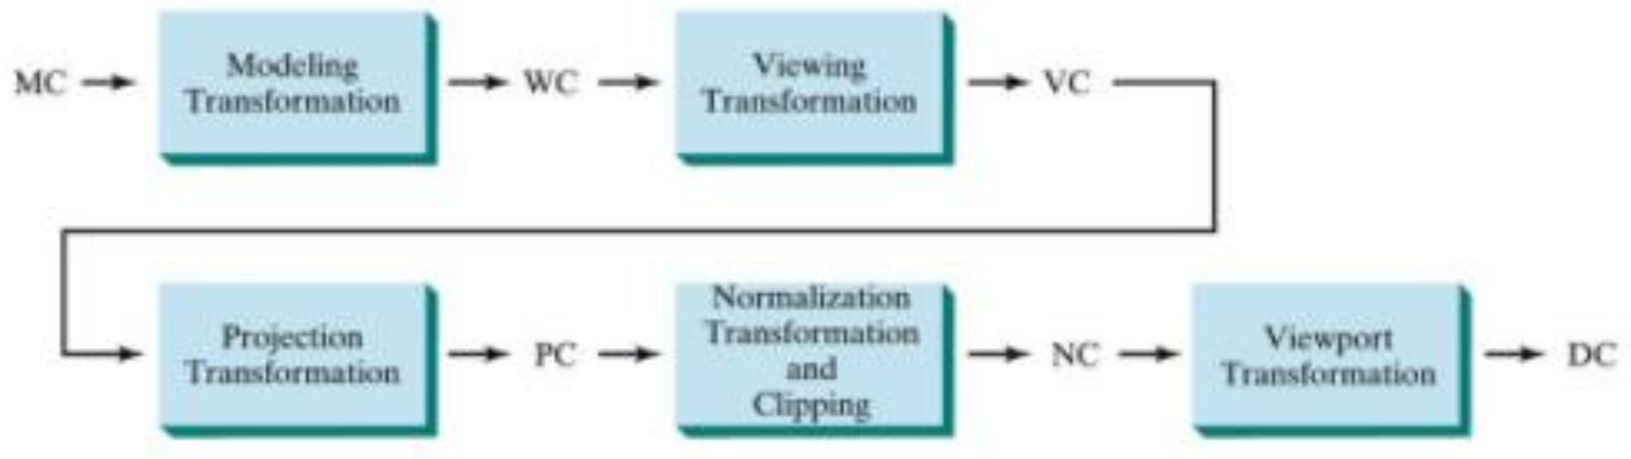 MC
Modeling
Transformation
WC
Viewing
Transformation
VC
Projection
Transformation
PC
Normalization
Transformation
and
Clipping
NC
Viewport
Transformation
DC